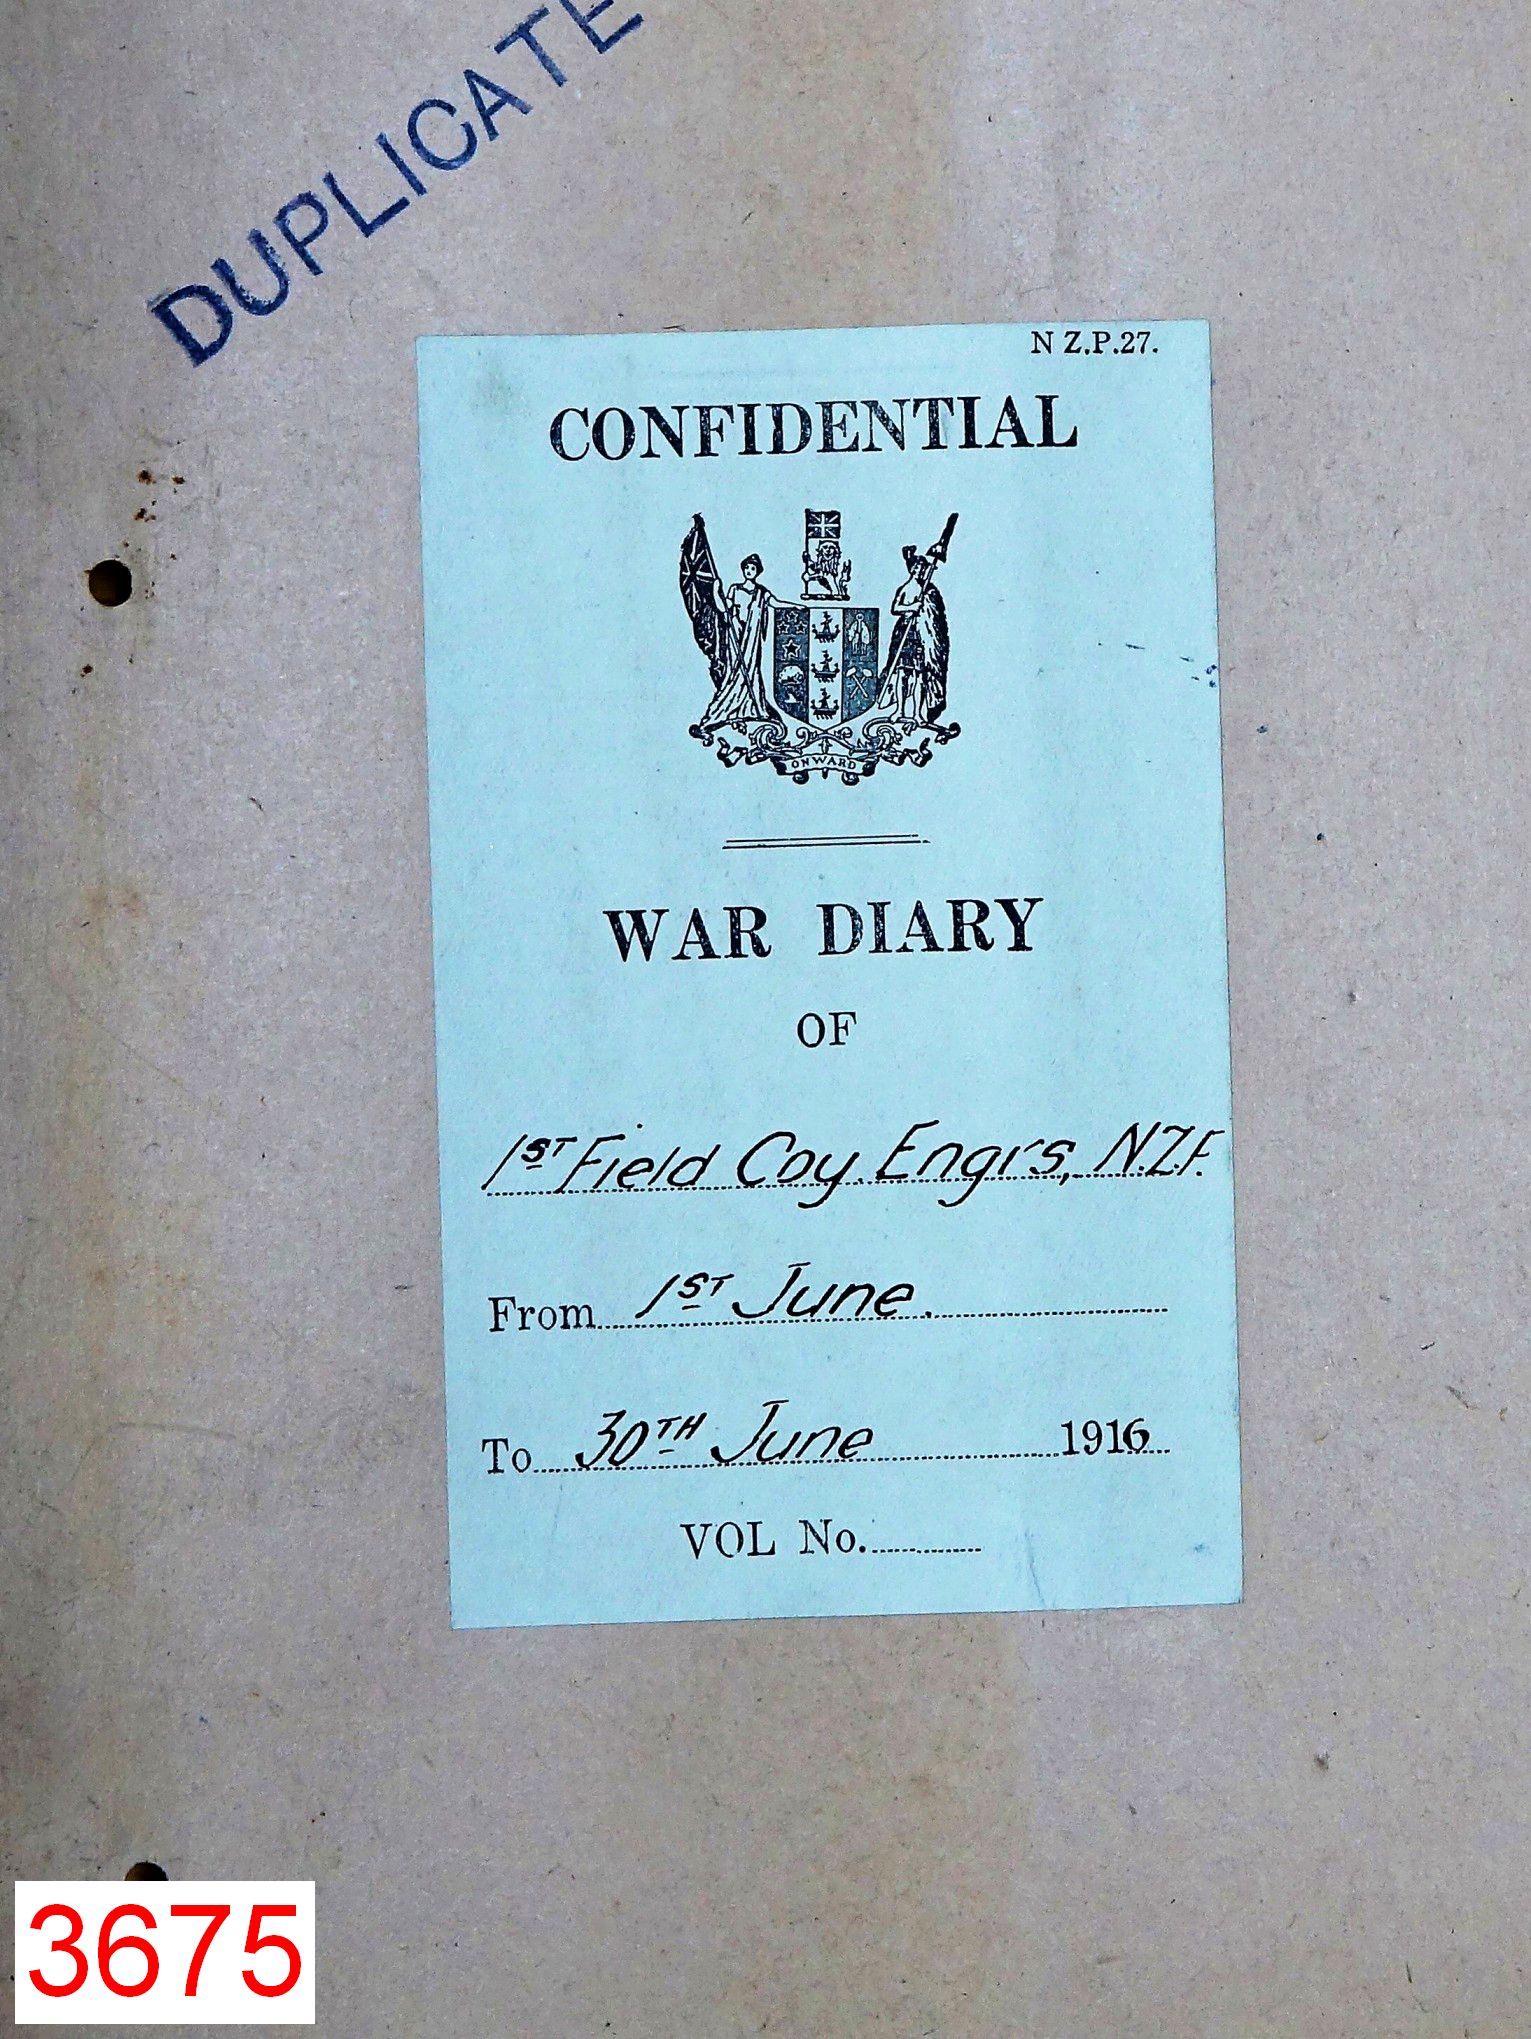 DUPLICATE
N Z.P.27.
CONFIDENTIAL
ONWARD
WAR DIARY
OF
1ST Field Coy. Engrs, N.Z.F.
From 1ST June.
To 30TH June 1916
VOL No.
3675